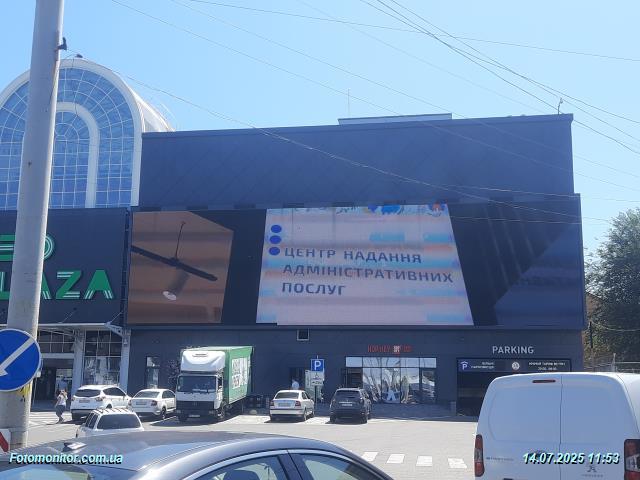 ЦЕНТР НАДАННЯ
АДМІНІСТРАТИВНИХ
ПОСЛУГ
LAZA
P
PARKING
P
Fotomonitor.com.ua
14.07.2025 11:53